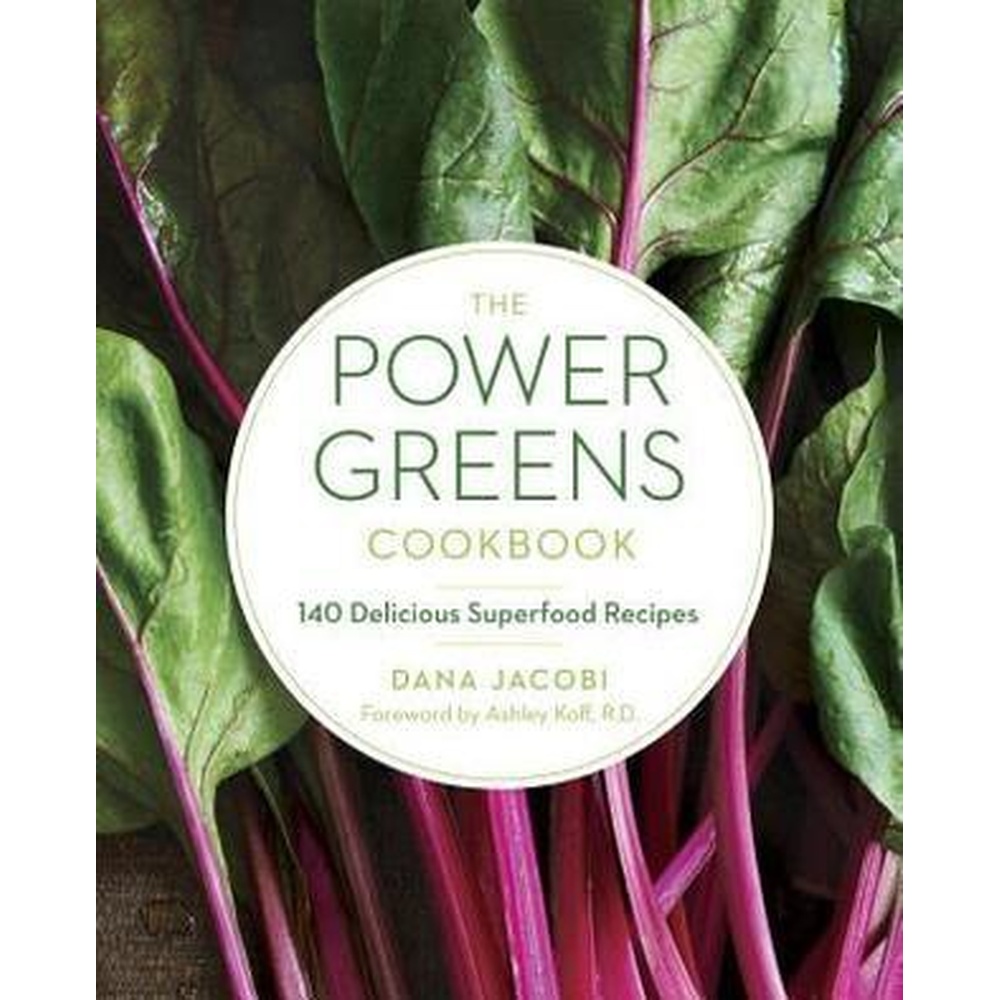 THE
POWER
GREENS
COOKBOOK
140 Delicious Superfood Recipes
DANA JACOBI
Foreword by Ashley Koff, R.D.